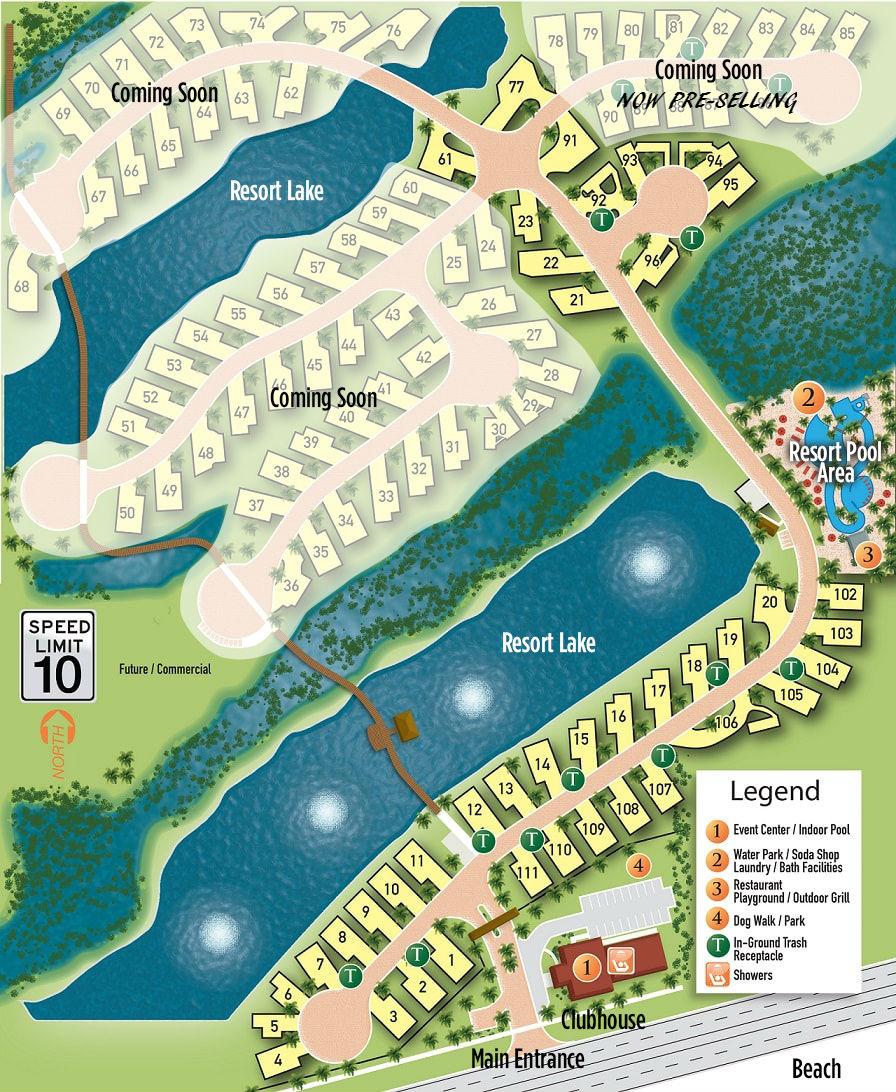 73
74
75
76
72
71
70
69
Coming Soon
67
66
65
64
63
62
68
Resort Lake
77
61
91
78
79
80
81
82
83
84
85
T
T
T
Coming Soon
NOW PRE-SELLING
90
93
94
95
92
T
T
96
60
59
58
57
56
55
54
53
52
51
23
22
21
24
25
26
27
28
29
30
43
42
41
40
44
45
46
47
48
49
50
Coming Soon
39
38
37
31
32
33
34
35
36
2
Resort Pool
Area
3
SPEED
LIMIT
10
Future / Commercial
NORTH
Resort Lake
102
103
104
105
106
20
19
18
17
16
15
14
13
12
T
T
T
T
T
T
107
108
109
110
111
11
10
9
8
7
6
5
4
3
2
1
T
T
4
1
Clubhouse
Main Entrance
Beach
Legend
1 Event Center / Indoor Pool
2 Water Park / Soda Shop
Laundry / Bath Facilities
3 Restaurant
Playground / Outdoor Grill
4 Dog Walk / Park
T In-Ground Trash
Receptacle
Showers